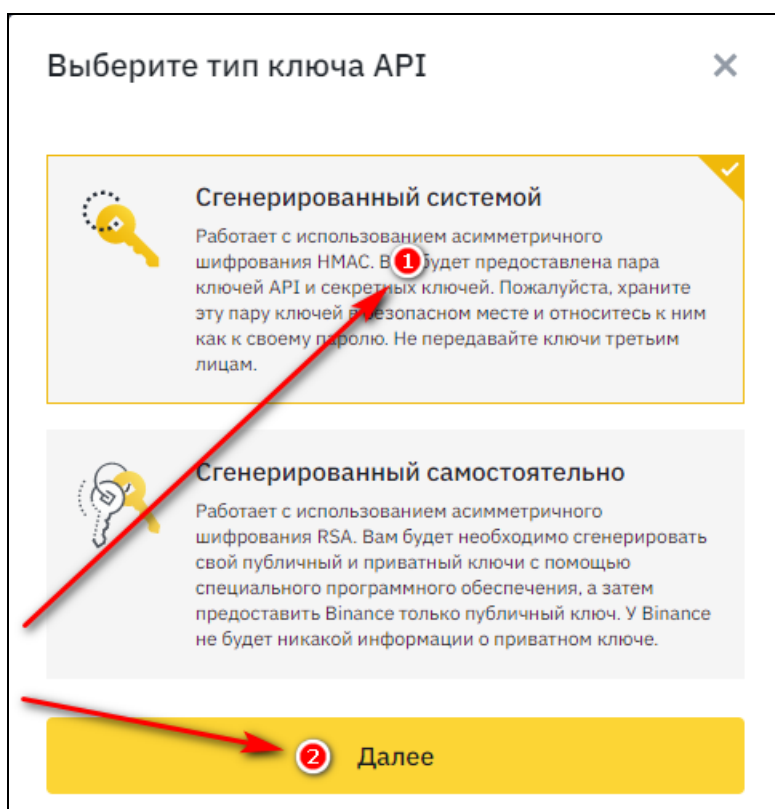 Выберите тип ключа API
Сгенерированный системой
Работает с использованием асимметричного
шифрования HMAC. В 1 будет предоставлена пара
ключей API и секретных ключей. Пожалуйста, храните
эту пару ключей в безопасном месте и относитесь к ним
как к своему паролю. Не передавайте ключи третьим
лицам.
Сгенерированный самостоятельно
Работает с использованием асимметричного
шифрования RSA. Вам будет необходимо сгенерировать
свой публичный и приватный ключи с помощью
специального программного обеспечения, а затем
предоставить Binance только публичный ключ. У Binance
не будет никакой информации о приватном ключе.
2 Далее